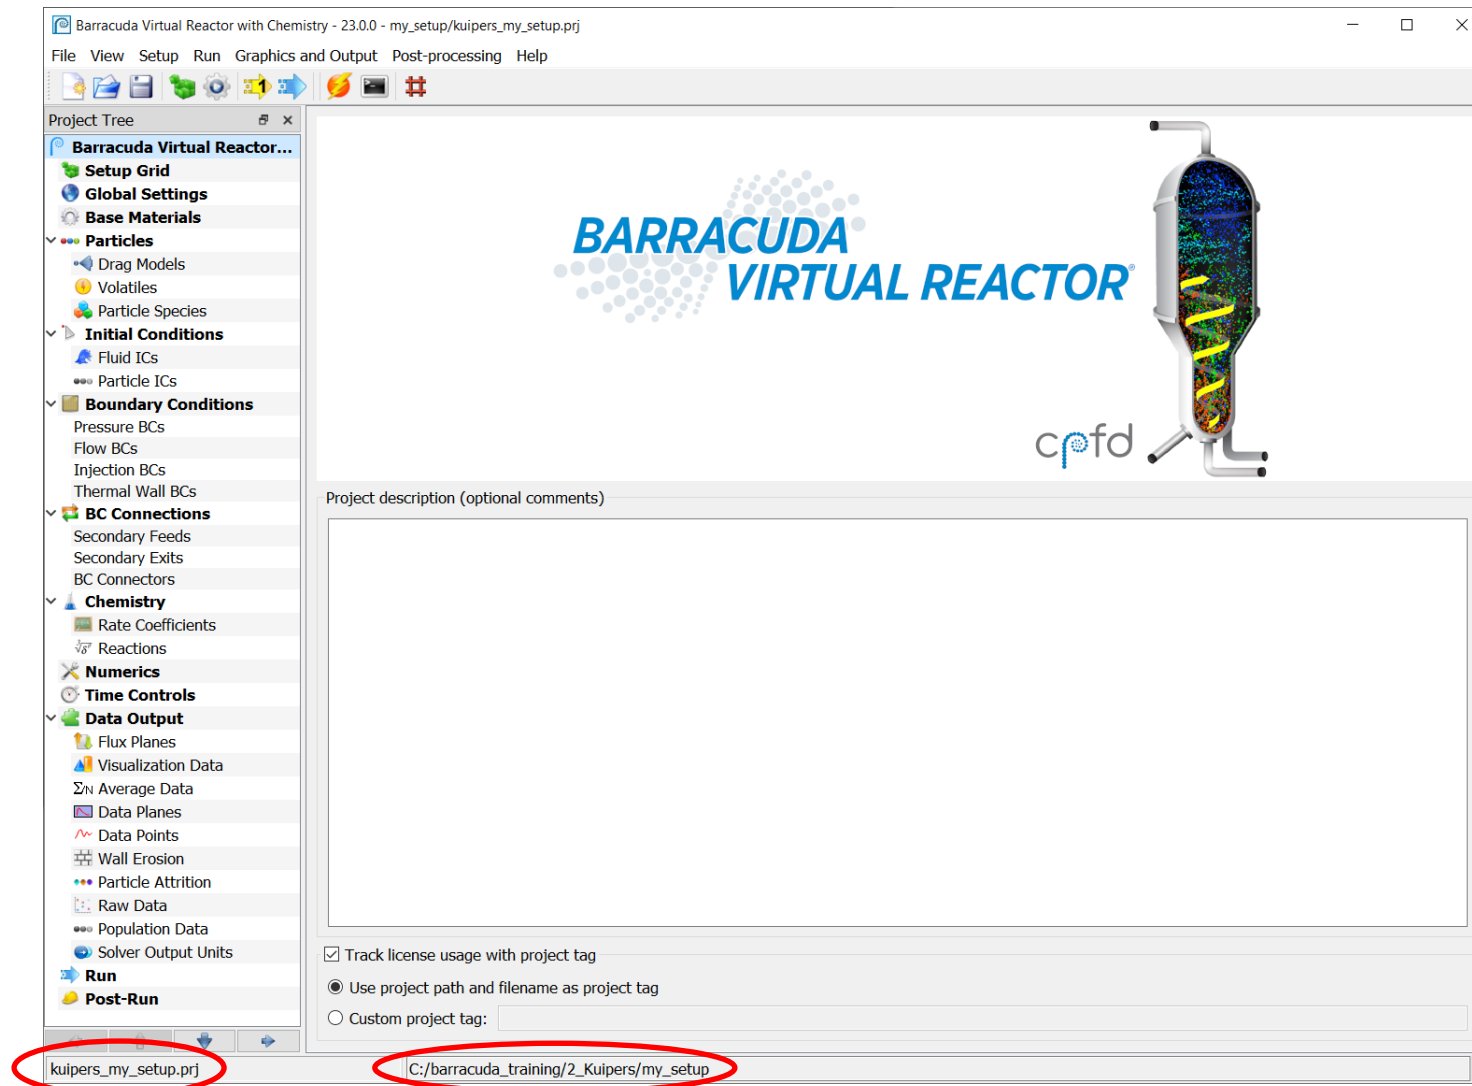 Barracuda Virtual Reactor with Chemistry - 23.0.0 - my_setup/kuipers_my_setup.prj
File View Setup Run Graphics and Output Post-processing Help
1
Project Tree
Barracuda Virtual Reactor...
Setup Grid
Global Settings
Base Materials
Particles
Drag Models
Volatiles
Particle Species
Initial Conditions
Fluid ICs
Particle ICs
Boundary Conditions
Pressure BCs
Flow BCs
Injection BCs
Thermal Wall BCs
BC Connections
Secondary Feeds
Secondary Exits
BC Connectors
Chemistry
Rate Coefficients
Reactions
Numerics
Time Controls
Data Output
Flux Planes
Visualization Data
Σ/N Average Data
Data Planes
Data Points
Wall Erosion
Particle Attrition
Raw Data
Population Data
Solver Output Units
Run
Post-Run
BARRACUDA
VIRTUAL REACTOR®
cpfd
Project description (optional comments)
Track license usage with project tag
Use project path and filename as project tag
Custom project tag:
kuipers_my_setup.prj
C:/barracuda_training/2_Kuipers/my_setup